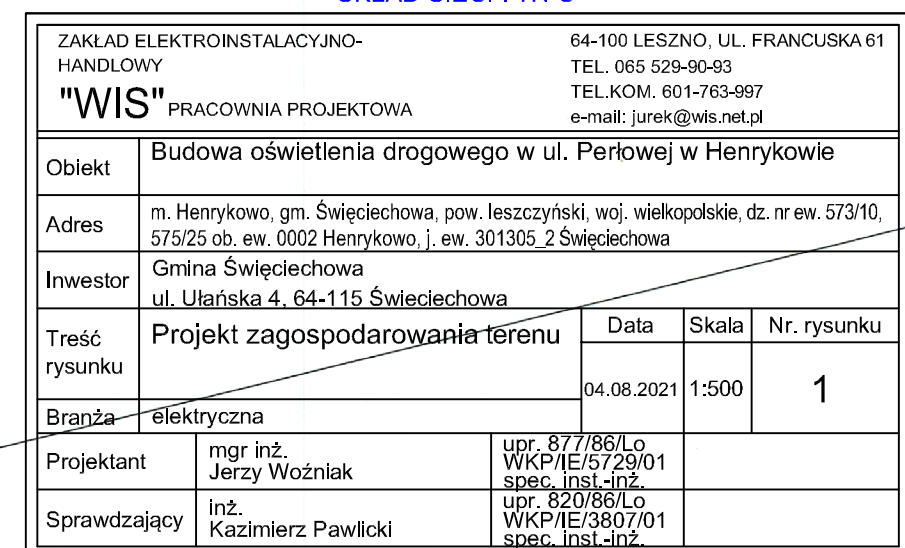 ZAKŁAD ELEKTROINSTALACYJNO-
HANDLOWY
"WIS" PRACOWNIA PROJEKTOWA
64-100 LESZNO, UL. FRANCUSKA 61
TEL. 065 529-90-93
TEL.KOM. 601-763-997
e-mail: jurek@wis.net.pl
Obiekt
Budowa oświetlenia drogowego w ul. Perłowej w Henrykowie
Adres
m. Henrykowo, gm. Święciechowa, pow. leszczyński, woj. wielkopolskie, dz. nr ew. 573/10,
575/25 ob. ew. 0002 Henrykowo, j. ew. 301305_2 Święciechowa
Inwestor
Gmina Święciechowa
ul. Ułańska 4, 64-115 Świeciechowa
Treść
rysunku
Projekt zagospodarowania terenu
Data
Skala
Nr. rysunku
04.08.2021
1:500
1
Branża
elektryczna
Projektant
mgr inż.
Jerzy Woźniak
upr. 877/86/Lo
WKP/IE/5729/01
spec. inst.-inż.
Sprawdzający
inż.
Kazimierz Pawlicki
upr. 820/86/Lo
WKP/IE/3807/01
spec. inst.-inż.